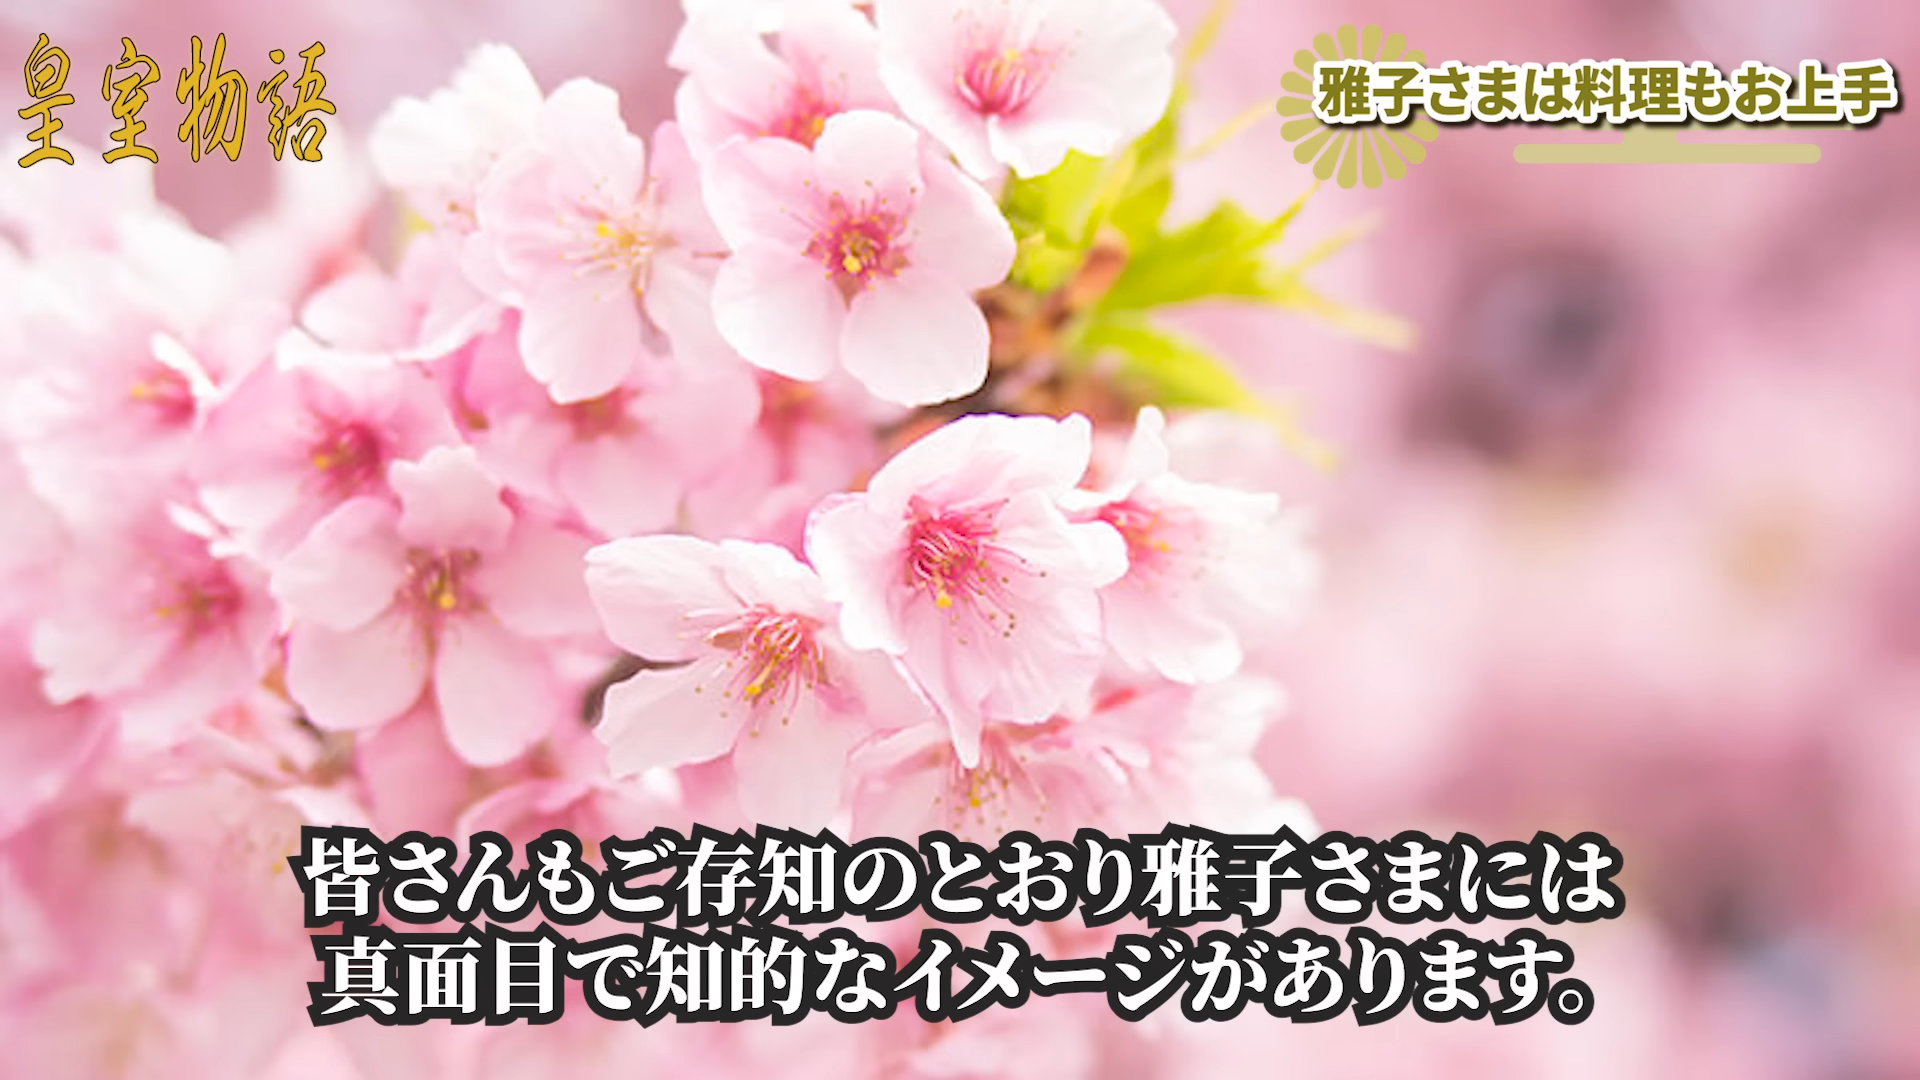 皇室物語
雅子さまは料理もお上手
皆さんもご存知のとおり雅子さまには
真面目で知的なイメージがあります。